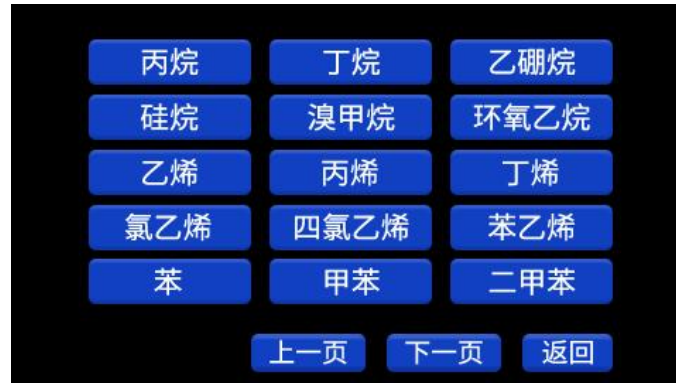 丙烷 丁烷 乙硼烷
硅烷 溴甲烷 环氧乙烷
乙烯 丙烯 丁烯
氯乙烯 四氯乙烯 苯乙烯
苯 甲苯 二甲苯
上一页 下一页 返回